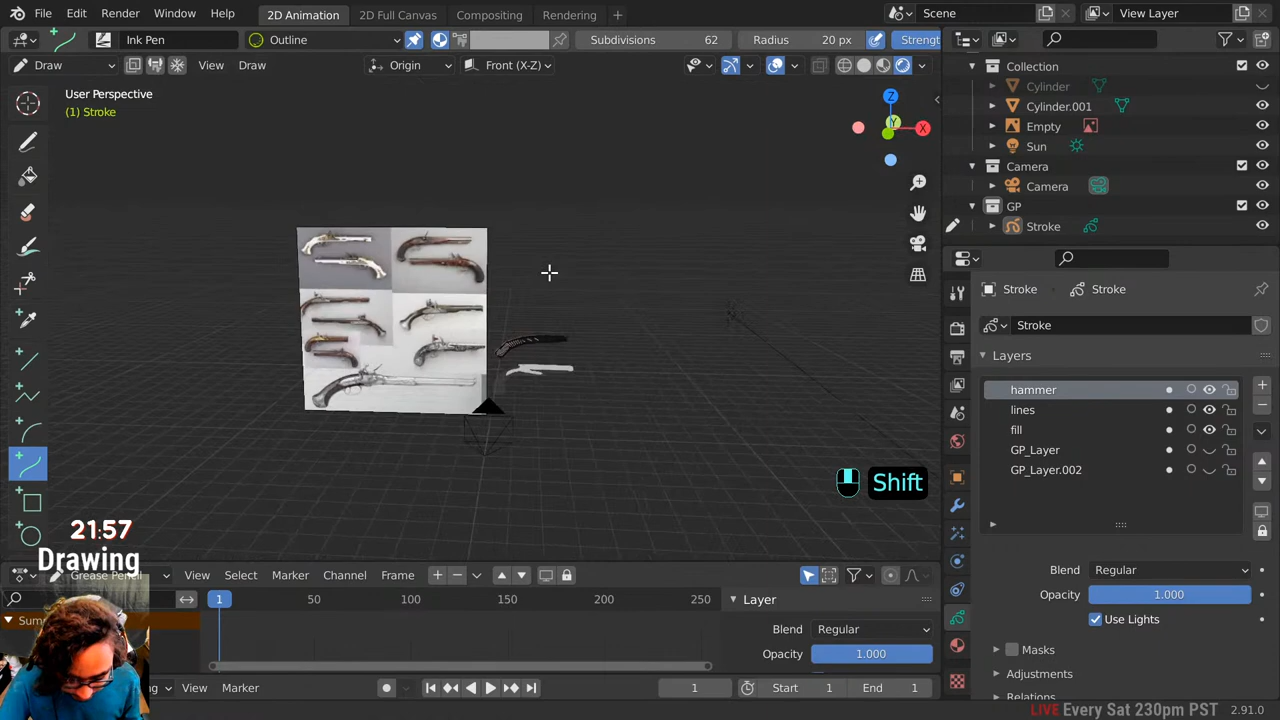 File Edit Render Window Help 2D Animation 2D Full Canvas Compositing Rendering + Scene View Layer
Ink Pen Outline Subdivisions 62 Radius 20 px Strengt
Draw View Draw Origin Front (X-Z)
User Perspective
(1) Stroke
Z
Y
X
Collection
Cylinder
Cylinder.001
Empty
Sun
Camera
Camera
GP
Stroke
Stroke Stroke
Stroke
Layers
hammer
lines
fill
GP_Layer
GP_Layer.002
Blend Regular
Opacity 1.000
Use Lights
Masks
Adjustments
Relations
Shift
21:57
Drawing
Grease Pencil View Select Marker Channel Frame
1 50 100 150 200 250
Layer
Blend Regular
Opacity 1.000
View Marker 1 Start 1 End 1
LIVE Every Sat 230pm PST 2.91.0